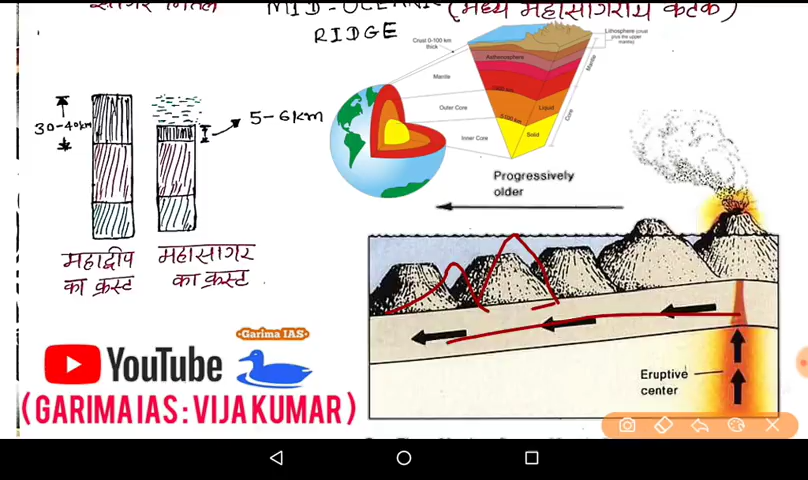 सागर नितल
MID-OCEANIC (मध्य महासागरीय कटक)
RIDGE
Crust 0-100 km
thick
Lithosphere (crust
plus the upper
mantle)
Asthenosphere
Mantle
Mantle
Outer Core
Liquid
Core
Inner Core
Solid
30-40km
5-6km
महाद्वीप
का क्रस्ट
महासागर
का क्रस्ट
Progressively
older
Eruptive
center
Garima IAS
YouTube
(GARIMA IAS : VIJA KUMAR)